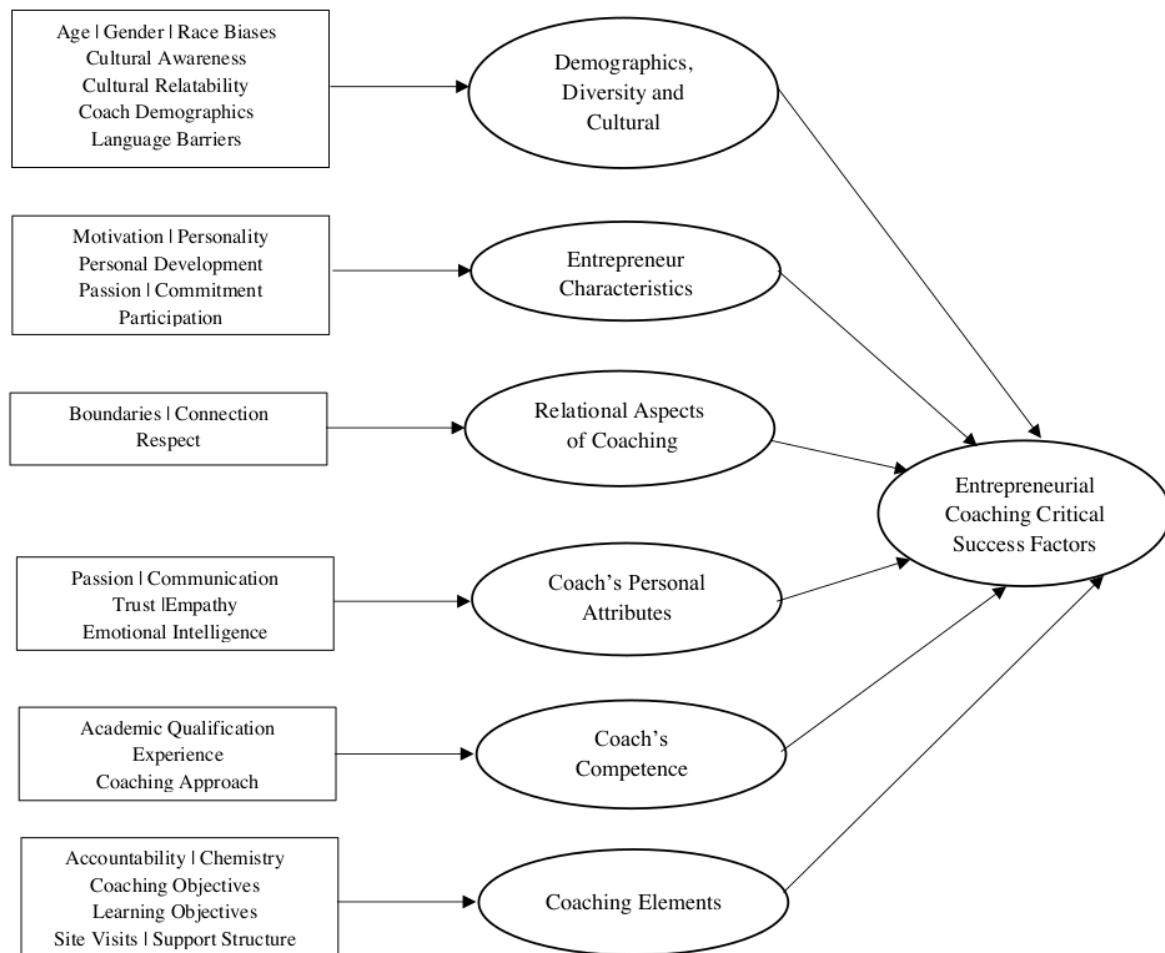 Age | Gender | Race Biases
Cultural Awareness
Cultural Relatability
Coach Demographics
Language Barriers
Demographics,
Diversity and
Cultural
Motivation | Personality
Personal Development
Passion | Commitment
Participation
Entrepreneur
Characteristics
Boundaries | Connection
Respect
Relational Aspects
of Coaching
Entrepreneurial
Coaching Critical
Success Factors
Passion | Communication
Trust |Empathy
Emotional Intelligence
Coach’s Personal
Attributes
Academic Qualification
Experience
Coaching Approach
Coach’s
Competence
Accountability | Chemistry
Coaching Objectives
Learning Objectives
Site Visits | Support Structure
Coaching Elements